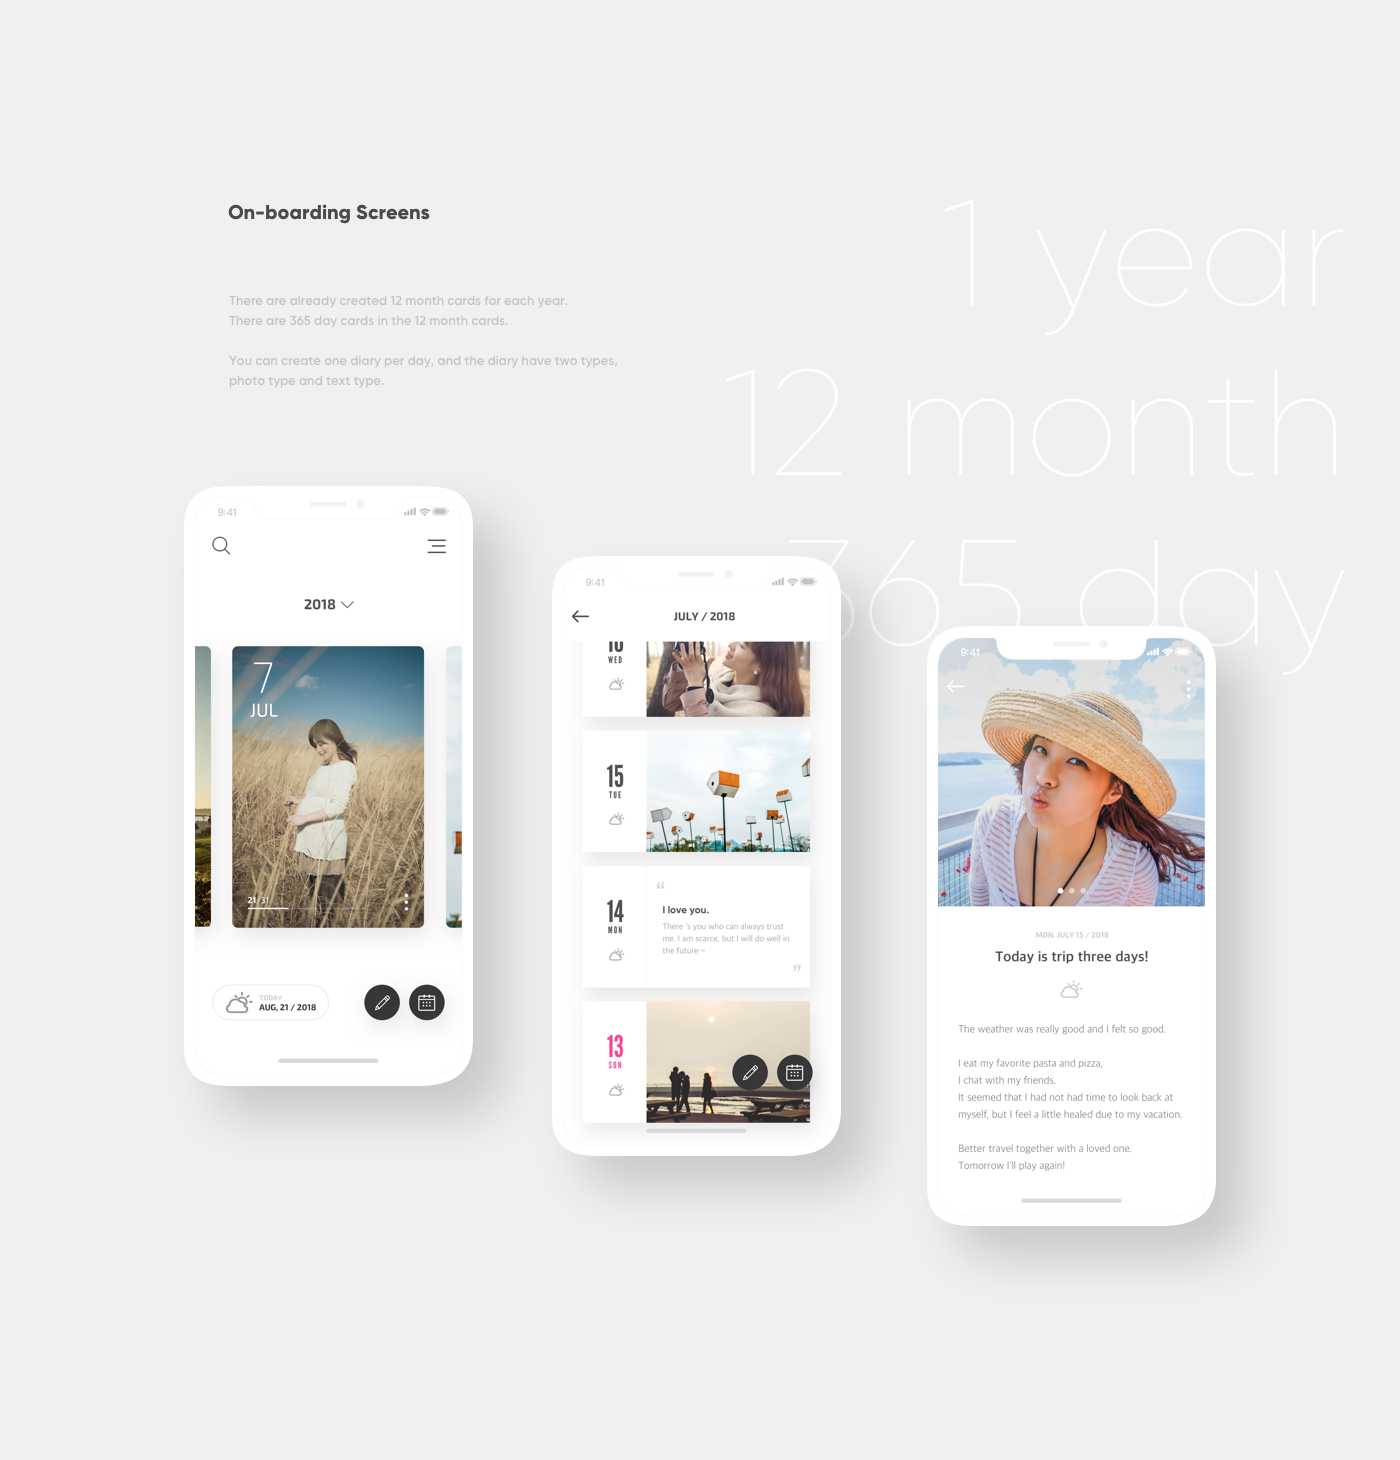 On-boarding Screens
There are already created 12 month cards for each year.
There are 365 day cards in the 12 month cards.
You can create one diary per day, and the diary have two types,
photo type and text type.
1 year
12 month
365 day
9:41
2018
7
JUL
21/31
TODAY
AUG, 21 / 2018
9:41
JULY / 2018
WED
15
TUE
14
MON
“
I love you.
There 's you who can always trust
me. I am scarce, but I will do well in
the future ~
”
13
SUN
9:41
MON. JULY 15 / 2018
Today is trip three days!
The weather was really good and I felt so good.
I eat my favorite pasta and pizza,
I chat with my friends.
It seemed that I had not had time to look back at
myself, but I feel a little healed due to my vacation.
Better travel together with a loved one.
Tomorrow I'll play again!